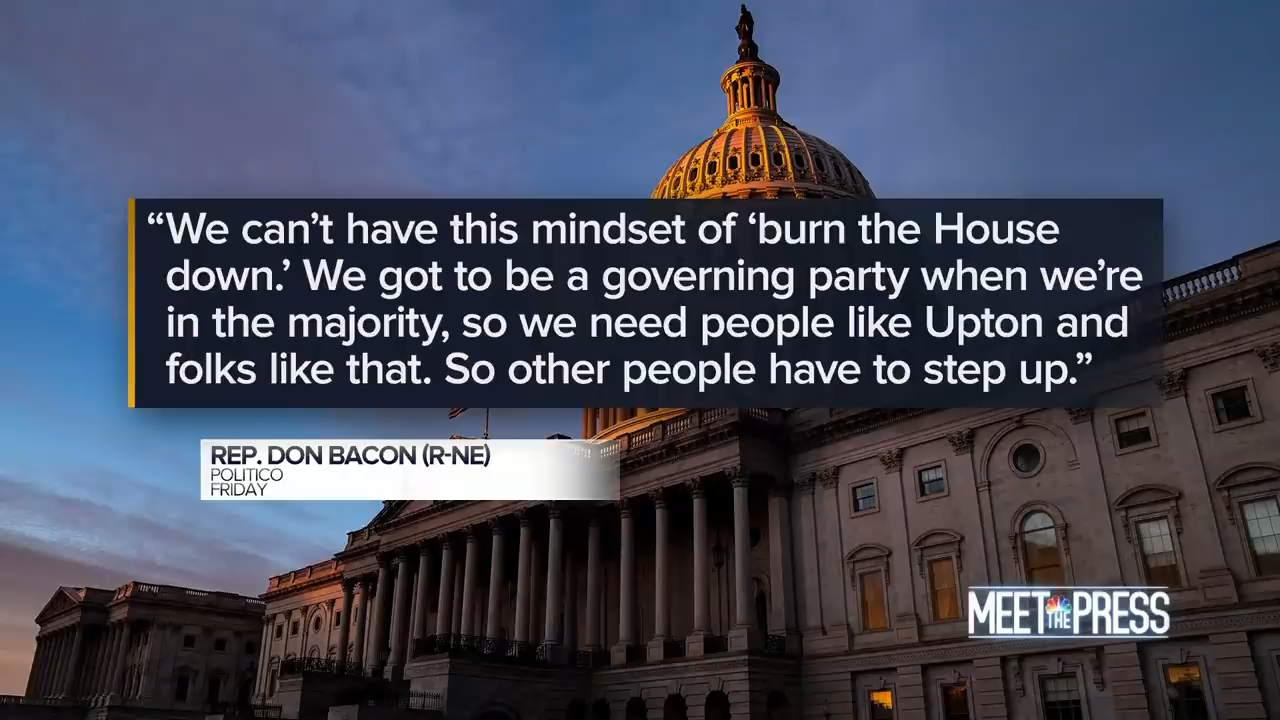 “We can’t have this mindset of ‘burn the House
down.’ We got to be a governing party when we’re
in the majority, so we need people like Upton and
folks like that. So other people have to step up.”
REP. DON BACON (R-NE)
POLITICO
FRIDAY
MEET THE PRESS